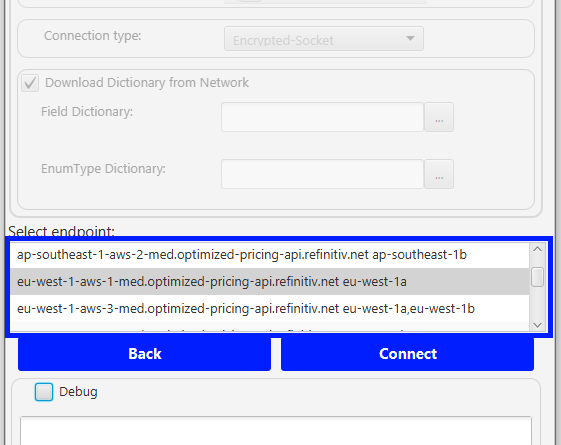 Connection type:
Encrypted-Socket
Download Dictionary from Network
Field Dictionary:
...
EnumType Dictionary:
...
Select endpoint:
ap-southeast-1-aws-2-med.optimized-pricing-api.refinitiv.net ap-southeast-1b
eu-west-1-aws-1-med.optimized-pricing-api.refinitiv.net eu-west-1a
eu-west-1-aws-3-med.optimized-pricing-api.refinitiv.net eu-west-1a,eu-west-1b
Back
Connect
Debug